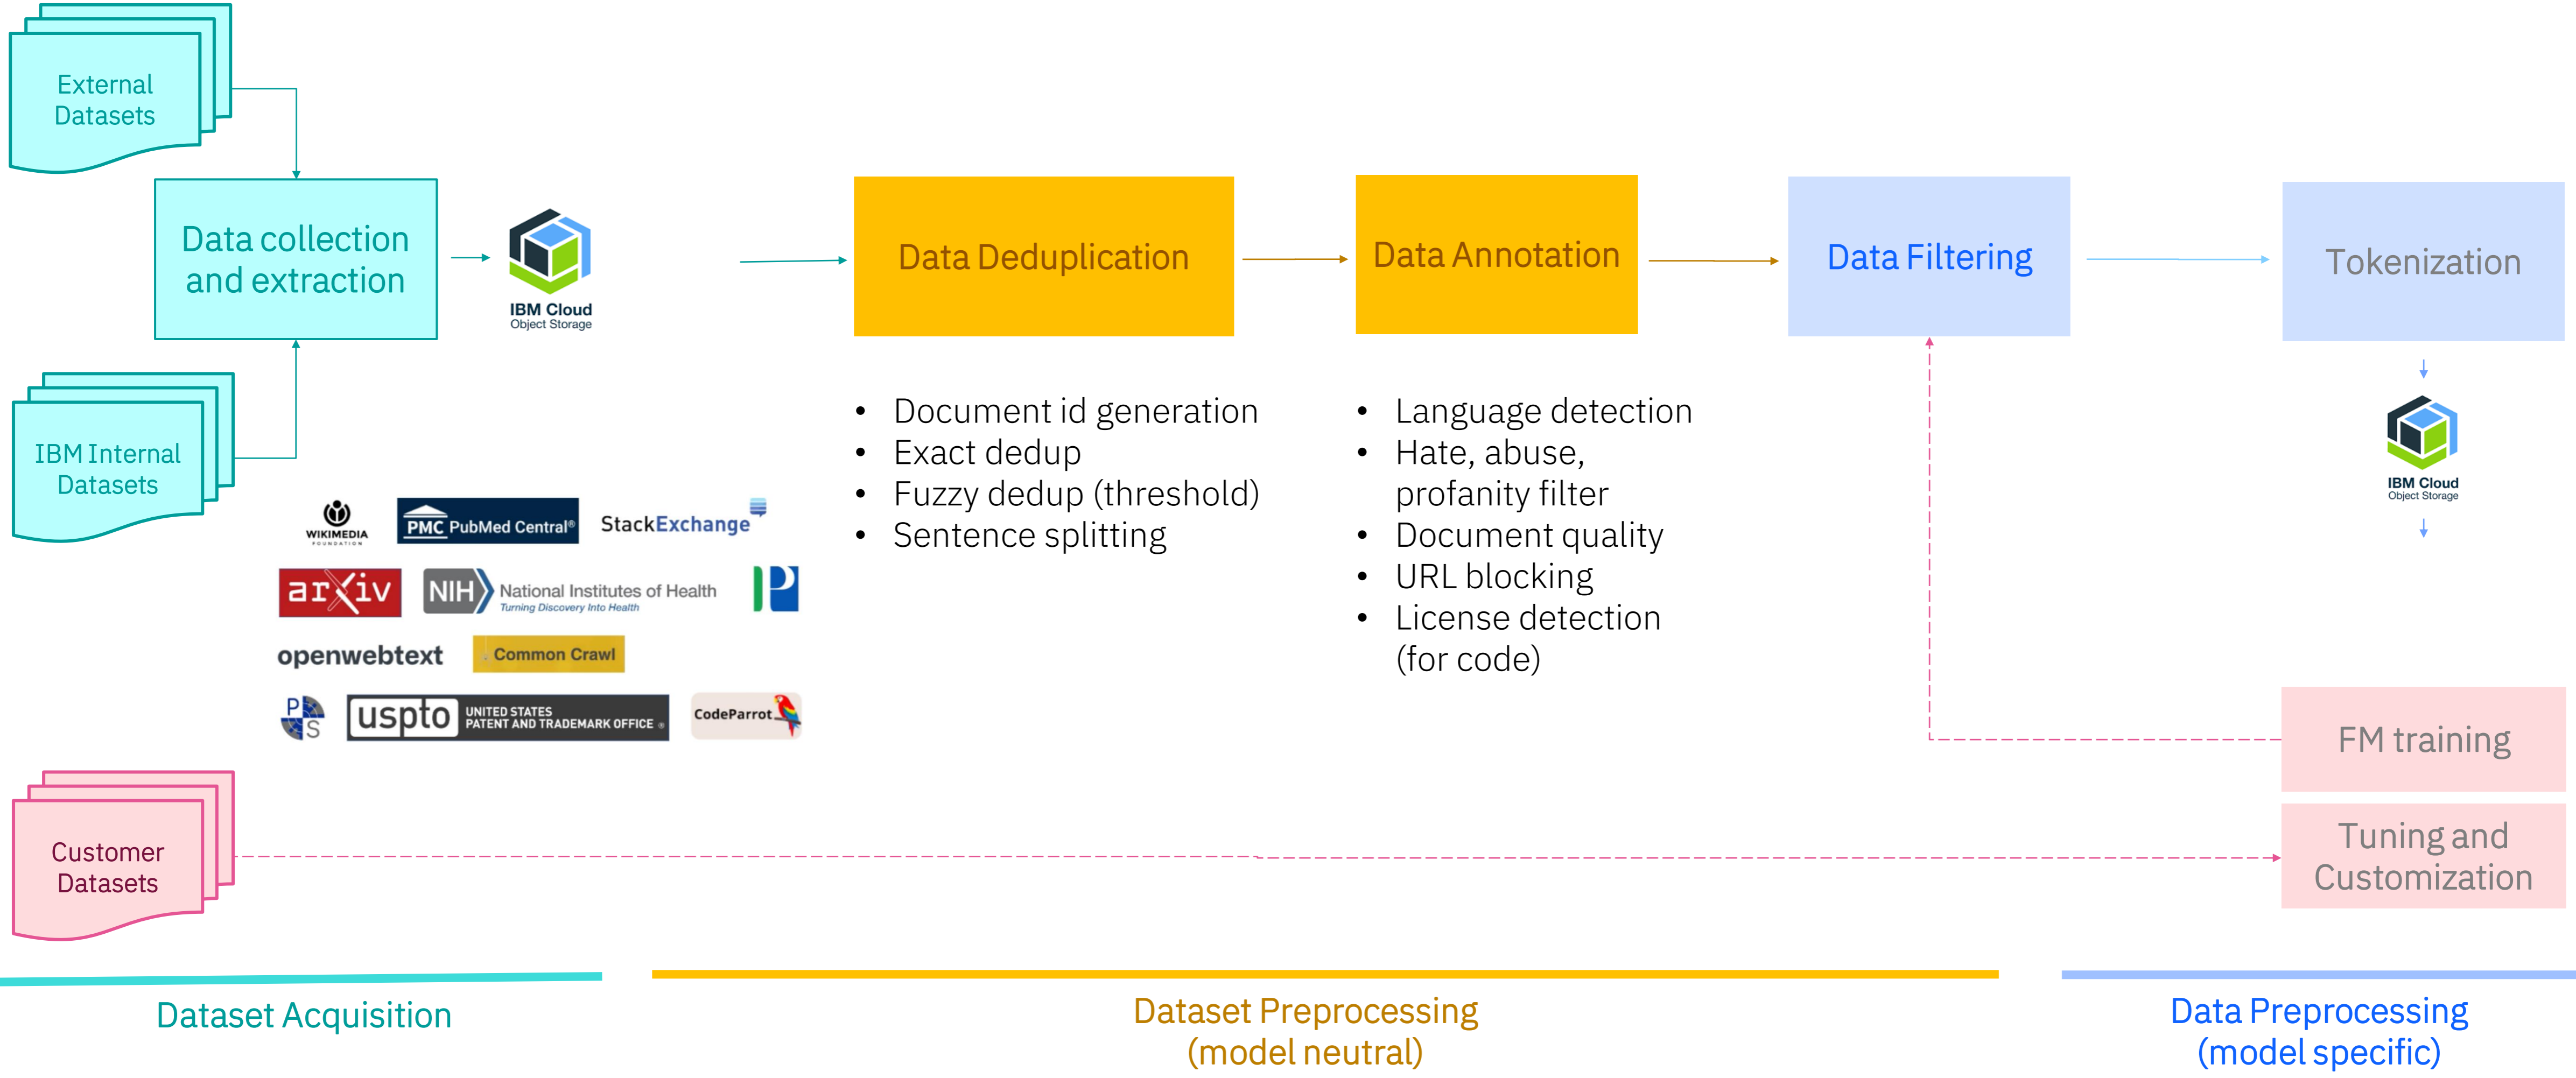 External
Datasets
Data collection
and extraction
IBM Cloud
Object Storage
Data Deduplication
Data Annotation
Data Filtering
Tokenization
IBM Internal
Datasets
• Document id generation
• Exact dedup
• Fuzzy dedup (threshold)
• Sentence splitting
• Language detection
• Hate, abuse,
profanity filter
• Document quality
• URL blocking
• License detection
(for code)
IBM Cloud
Object Storage
WIKIMEDIA
FOUNDATION
PMC PubMed Central®
StackExchange
arXiv
NIH National Institutes of Health
Turning Discovery Into Health
P
openwebtext
Common Crawl
P
S
uspto UNITED STATES
PATENT AND TRADEMARK OFFICE ®
CodeParrot
FM training
Customer
Datasets
Tuning and
Customization
Dataset Acquisition
Dataset Preprocessing
(model neutral)
Data Preprocessing
(model specific)